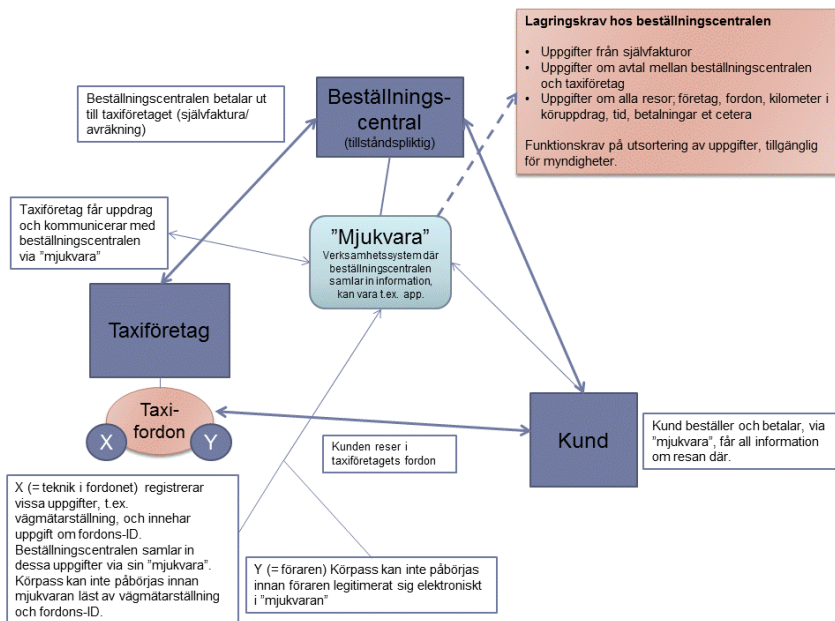 Lagringskrav hos beställningscentralen
• Uppgifter från självfakturor
• Uppgifter om avtal mellan beställningscentralen
och taxiföretag
• Uppgifter om alla resor; företag, fordon, kilometer i
köruppdrag, tid, betalningar et cetera
Funktionskrav på utsortering av uppgifter, tillgänglig
för myndigheter.
Beställningscentralen betalar ut
till taxiföretaget (självfaktura/
avräkning)
Beställnings-
central
(tillståndspliktig)
Taxiföretag får uppdrag
och kommunicerar med
beställningscentralen
via ”mjukvara”
”Mjukvara”
Verksamhetssystem där
beställningscentralen
samlar in information,
kan vara t.ex. app.
Taxiföretag
Taxi-
fordon
X
Y
Kund
Kund beställer och betalar, via
”mjukvara”, får all information
om resan där.
Kunden reser i
taxiföretagets fordon
X (= teknik i fordonet) registrerar
vissa uppgifter, t.ex.
vägmätarställning, och innehar
uppgift om fordons-ID.
Beställningscentralen samlar in
dessa uppgifter via sin ”mjukvara”.
Körpass kan inte påbörjas innan
mjukvaran läst av vägmätarställning
och fordons-ID.
Y (= föraren) Körpass kan inte påbörjas
innan föraren legitimerat sig elektroniskt
i ”mjukvaran”